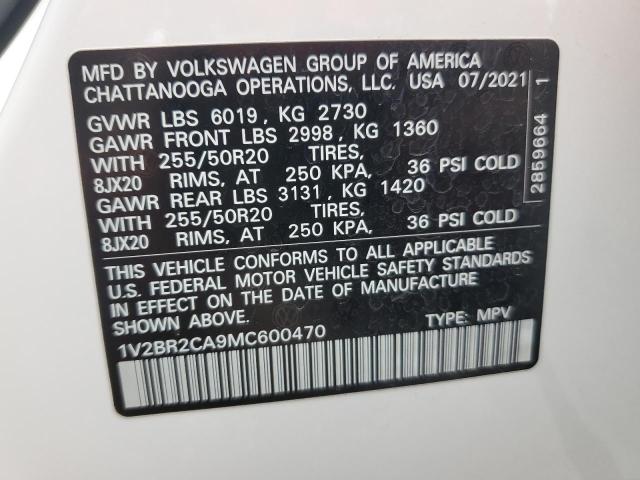 MFD BY VOLKSWAGEN GROUP OF AMERICA
CHATTANOOGA OPERATIONS, LLC. USA 07/2021
GVWR LBS 6019, KG 2730
GAWR FRONT LBS 2998, KG 1360
WITH 255/50R20 TIRES,
8JX20 RIMS, AT 250 KPA, 36 PSI COLD
GAWR REAR LBS 3131, KG 1420
WITH 255/50R20 TIRES,
8JX20 RIMS, AT 250 KPA, 36 PSI COLD
THIS VEHICLE CONFORMS TO ALL APPLICABLE
U.S. FEDERAL MOTOR VEHICLE SAFETY STANDARDS
IN EFFECT ON THE DATE OF MANUFACTURE
SHOWN ABOVE.
1V2BR2CA9MC600470 TYPE: MPV
2859664 1